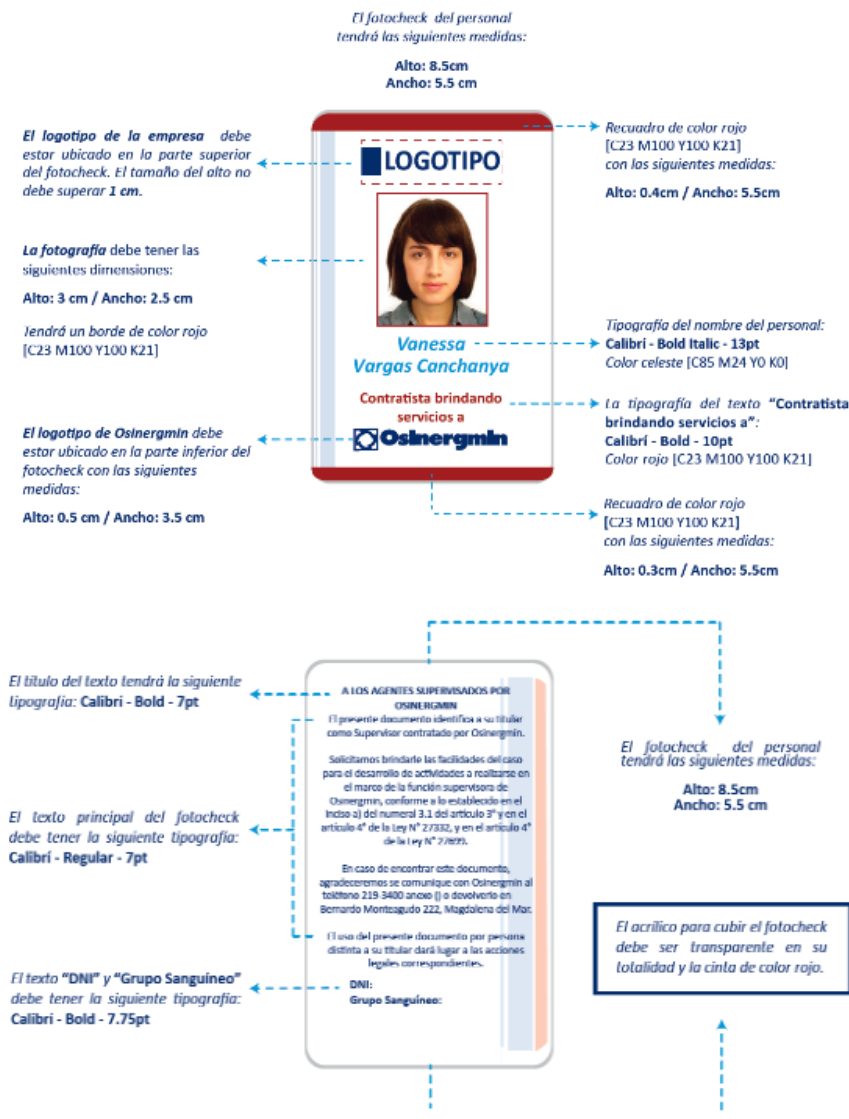 El fotocheck del personal
tendrá las siguientes medidas:
Alto: 8.5cm
Ancho: 5.5 cm
El logotipo de la empresa debe
estar ubicado en la parte superior
del fotocheck. El tamaño del alto no
debe superar 1 cm.
LOGOTIPO
Recuadro de color rojo
[C23 M100 Y100 K21]
con las siguientes medidas:
Alto: 0.4cm / Ancho: 5.5cm
La fotografía debe tener las
siguientes dimensiones:
Alto: 3 cm / Ancho: 2.5 cm
Tendrá un borde de color rojo
[C23 M100 Y100 K21]
Vanessa
Vargas Canchanya
Tipografía del nombre del personal:
Calibri - Bold Italic - 13pt
Color celeste [C85 M24 Y0 K0]
Contratista brindando
servicios a
Osinergmin
La tipografía del texto "Contratista
brindando servicios a":
Calibrí - Bold - 10pt
Color rojo [C23 M100 Y100 K21]
El logotipo de Osinergmin debe
estar ubicado en la parte inferior del
fotocheck con las siguientes
medidas:
Alto: 0.5 cm / Ancho: 3.5 cm
Recuadro de color rojo
[C23 M100 Y100 K21]
con las siguientes medidas:
Alto: 0.3cm / Ancho: 5.5cm
El título del texto tendrá la siguiente
tipografía: Calibri - Bold - 7pt
A LOS AGENTES SUPERVISADOS POR
OSINERGMIN
El presente documento identifica a su titular
como Supervisor contratado por Osinergmin.
Solicitamos brindarle las facilidades del caso
para el desarrollo de actividades a realizarse en
el marco de la función supervisora de
Osinergmin, conforme a lo establecido en el
inciso a) del numeral 3.1 del artículo 3° y en el
artículo 4° de la Ley N° 27332, y en el artículo 4°
de la Ley N° 27699.
En caso de encontrar este documento,
agradeceremos se comunique con Osinergmin al
teléfono 219 3400 anexo () o devolverlo en
Bernardo Monteagudo 222, Magdalena del Mar.
El uso del presente documento por persona
distinta a su titular dará lugar a las acciones
legales correspondientes.
DNI:
Grupo Sanguíneo:
El texto principal del fotocheck
debe tener la siguiente tipografía:
Calibrí - Regular - 7pt
El texto "DNI" y "Grupo Sanguíneo"
debe tener la siguiente tipografía:
Calibri - Bold - 7.75pt
El fotocheck del personal
tendrá las siguientes medidas:
Alto: 8.5cm
Ancho: 5.5 cm
El acrílico para cubir el fotocheck
debe ser transparente en su
totalidad y la cinta de color rojo.